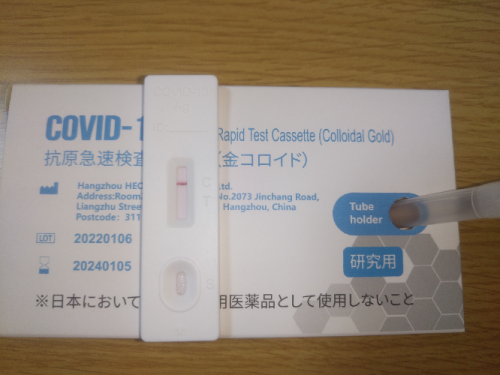 COVID-1
Rapid Test Cassette (Colloidal Gold)
抗原急速検査 (金コロイド)
Hangzhou HEO td.
Address:Room No.2073 Jinchang Road,
Liangzhu Stree Hangzhou, China
Postcode: 311
Tube
holder
C
T
LOT 20220106
20240105
研究用
S
※日本において 用医薬品として使用しないこと